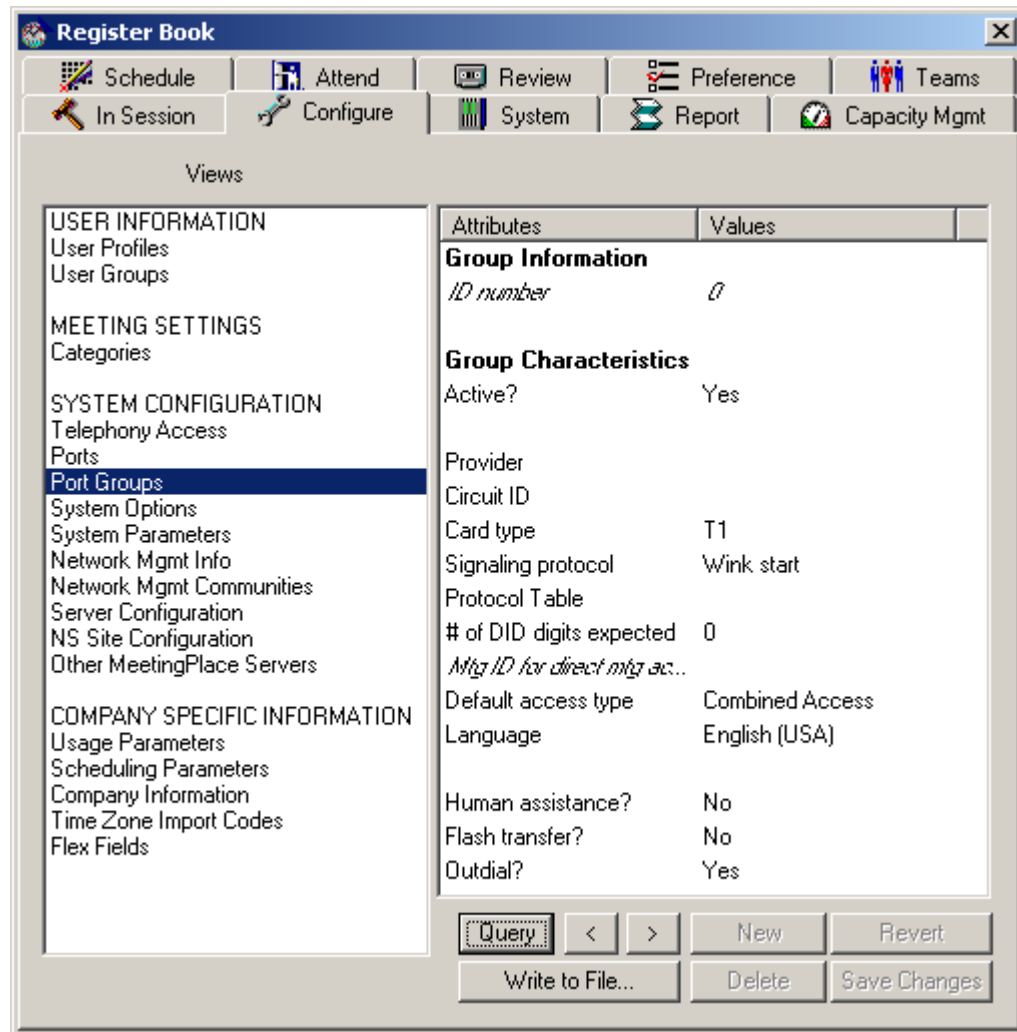 Register Book
Schedule Attend Review Preference Teams
In Session Configure System Report Capacity Mgmt
Views
USER INFORMATION
User Profiles
User Groups
MEETING SETTINGS
Categories
SYSTEM CONFIGURATION
Telephony Access
Ports
Port Groups
System Options
System Parameters
Network Mgmt Info
Network Mgmt Communities
Server Configuration
NS Site Configuration
Other MeetingPlace Servers
COMPANY SPECIFIC INFORMATION
Usage Parameters
Scheduling Parameters
Company Information
Time Zone Import Codes
Flex Fields
Attributes Values
Group Information
ID number 0
Group Characteristics
Active? Yes
Provider
Circuit ID
Card type T1
Signaling protocol Wink start
Protocol Table
# of DID digits expected 0
Mtg ID for direct mtg ac...
Default access type Combined Access
Language English (USA)
Human assistance? No
Flash transfer? No
Outdial? Yes
Query < > New Revert
Write to File... Delete Save Changes